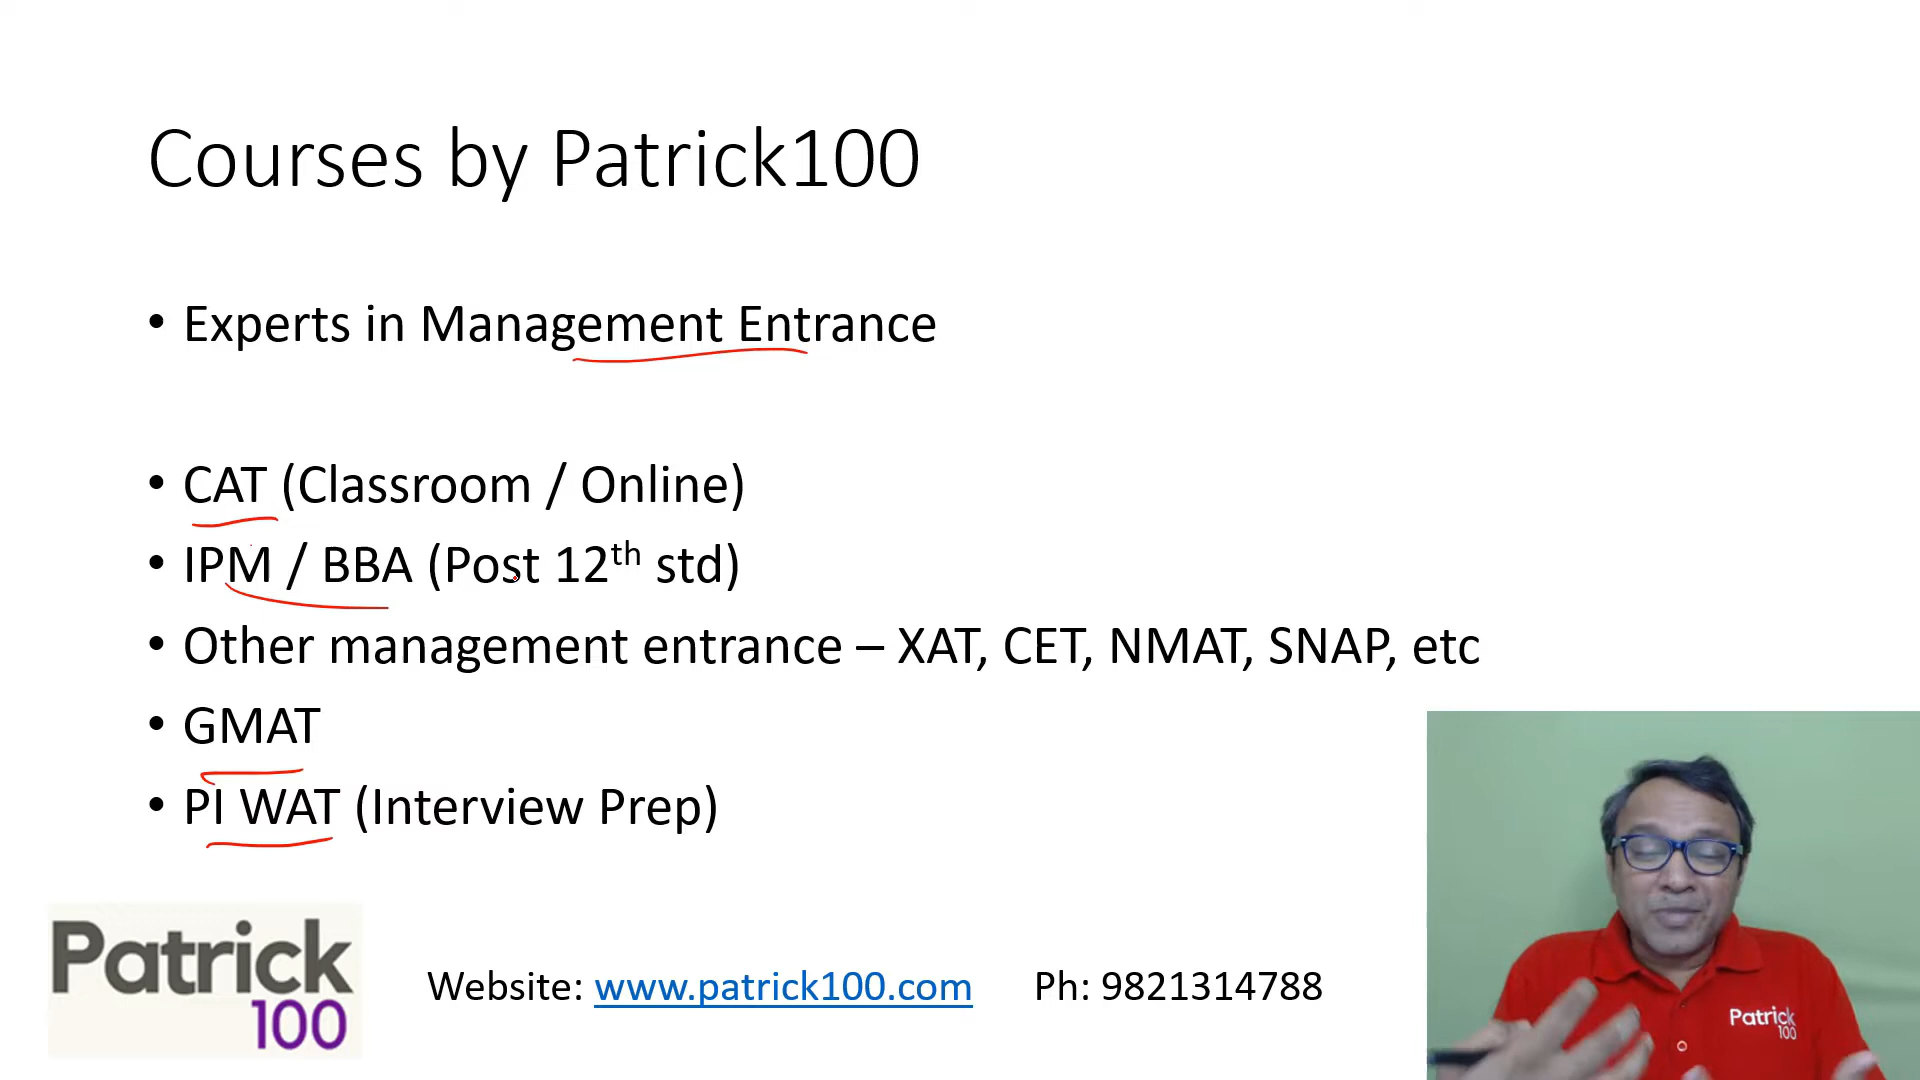 Courses by Patrick100
• Experts in Management Entrance
• CAT (Classroom / Online)
• IPM / BBA (Post 12th std)
• Other management entrance – XAT, CET, NMAT, SNAP, etc
• GMAT
• PI WAT (Interview Prep)
Patrick
100
Website: www.patrick100.com Ph: 9821314788
Patrick
100